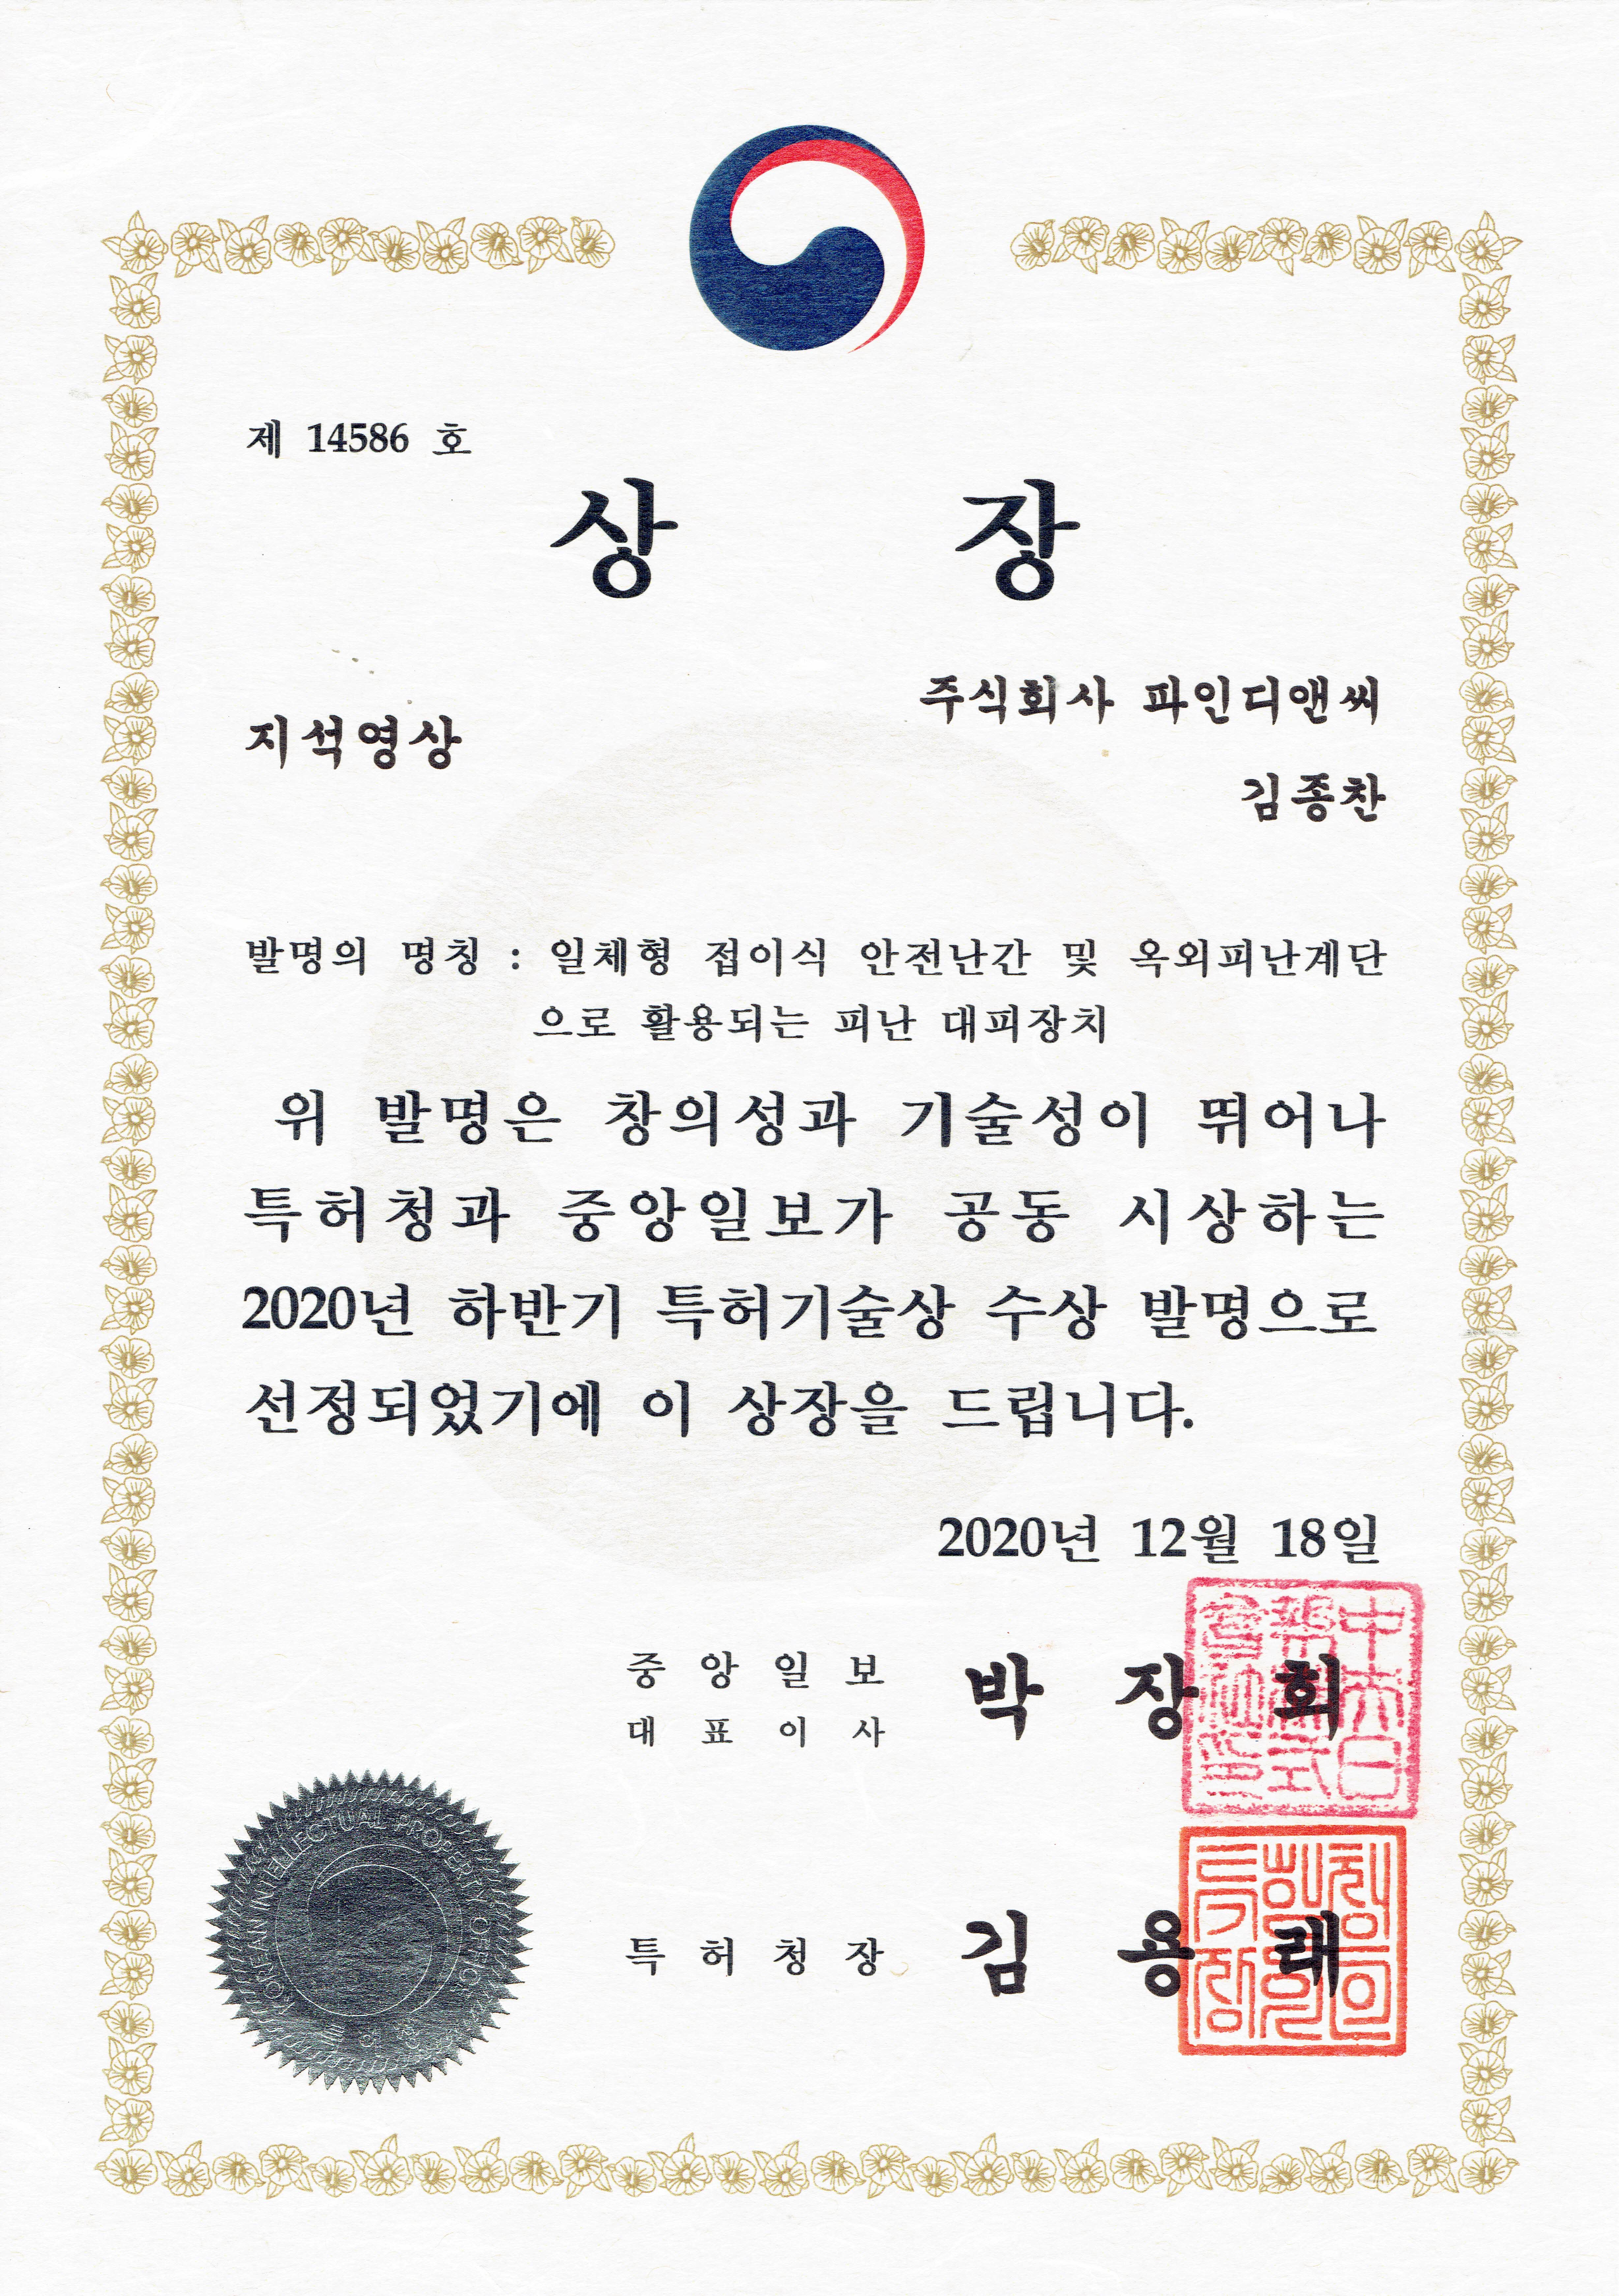 제 14586 호
상 장
지석영상
주식회사 파인디앤씨
김종찬
발명의 명칭 : 일체형 접이식 안전난간 및 옥외피난계단
으로 활용되는 피난 대피장치
위 발명은 창의성과 기술성이 뛰어나
특허청과 중앙일보가 공동 시상하는
2020년 하반기 특허기술상 수상 발명으로
선정되었기에 이 상장을 드립니다.
2020년 12월 18일
중 앙 일 보
대 표 이 사
박 장 희
특 허 청 장 김 용 래
KOREAN INTELLECTUAL PROPERTY OFFICE